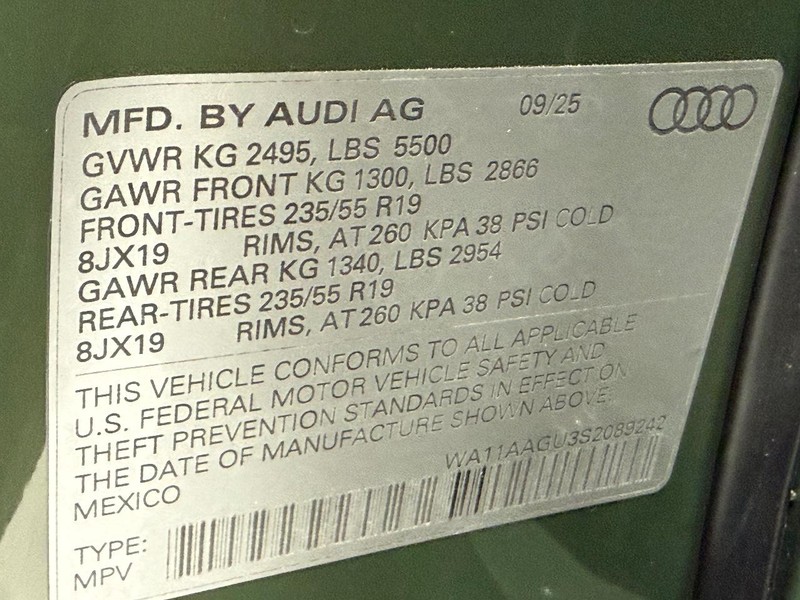 MFD. BY AUDI AG 09/25
GVWR KG 2495, LBS 5500
GAWR FRONT KG 1300, LBS 2866
FRONT-TIRES 235/55 R19
8JX19 RIMS, AT 260 KPA 38 PSI COLD
GAWR REAR KG 1340, LBS 2954
REAR-TIRES 235/55 R19
8JX19 RIMS, AT 260 KPA 38 PSI COLD
THIS VEHICLE CONFORMS TO ALL APPLICABLE
U.S. FEDERAL MOTOR VEHICLE SAFETY AND
THEFT PREVENTION STANDARDS IN EFFECT ON
THE DATE OF MANUFACTURE SHOWN ABOVE.
MEXICO WA11AAGU3S2089242
TYPE:
MPV